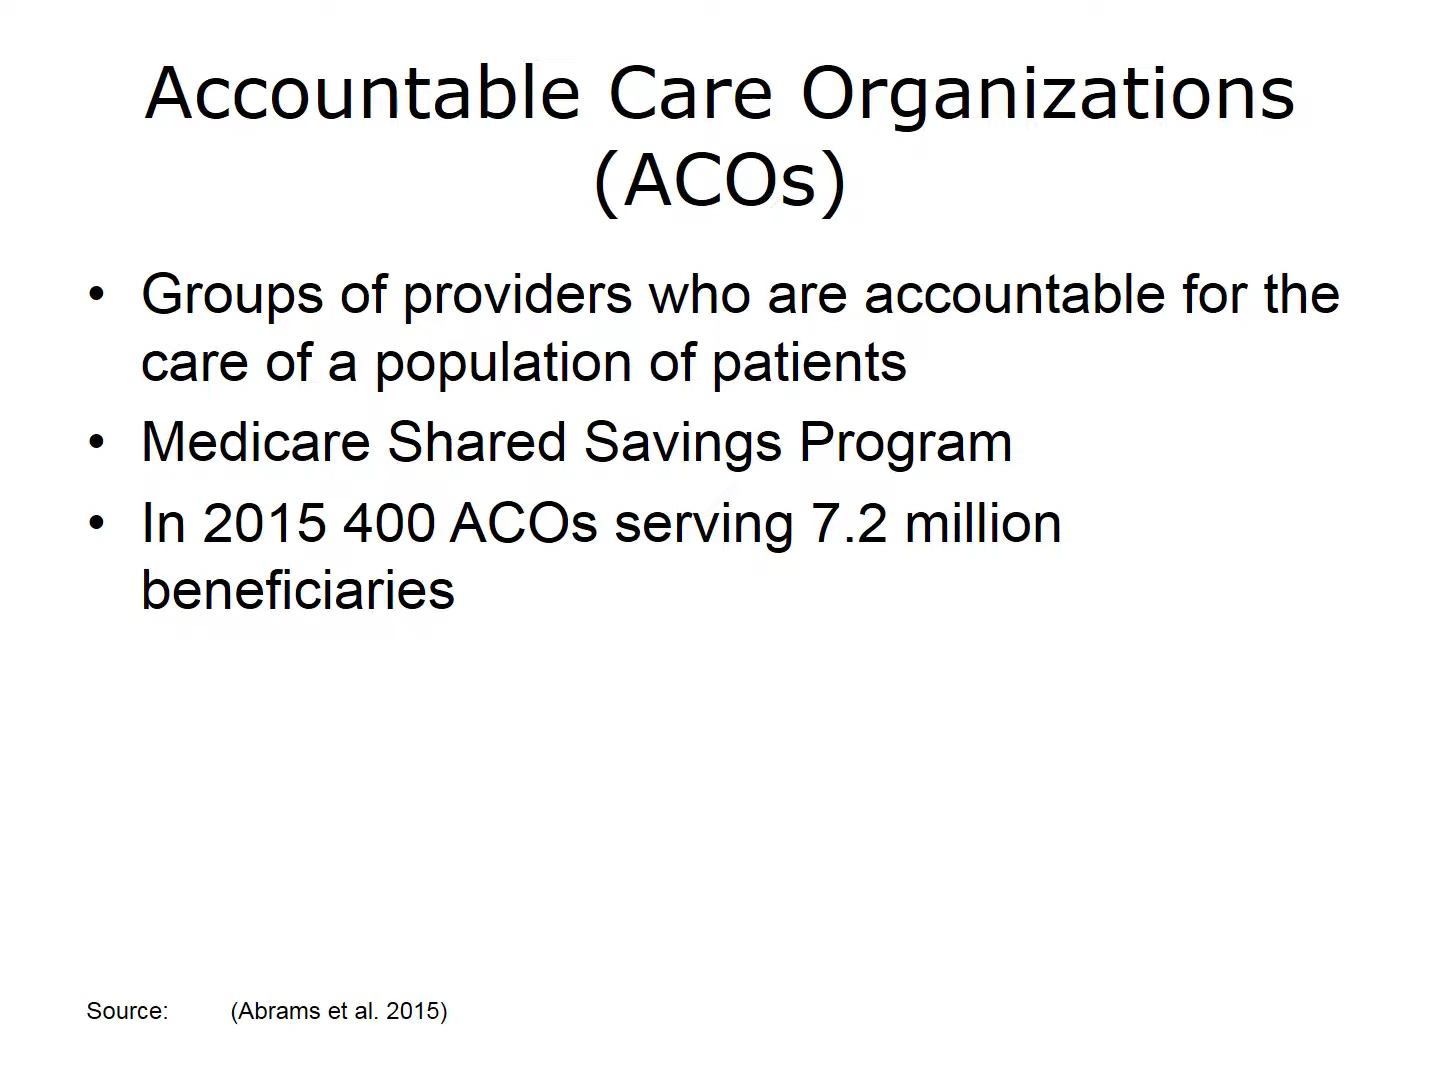 Accountable Care Organizations
(ACOs)
• Groups of providers who are accountable for the
care of a population of patients
• Medicare Shared Savings Program
• In 2015 400 ACOs serving 7.2 million
beneficiaries
Source: (Abrams et al. 2015)